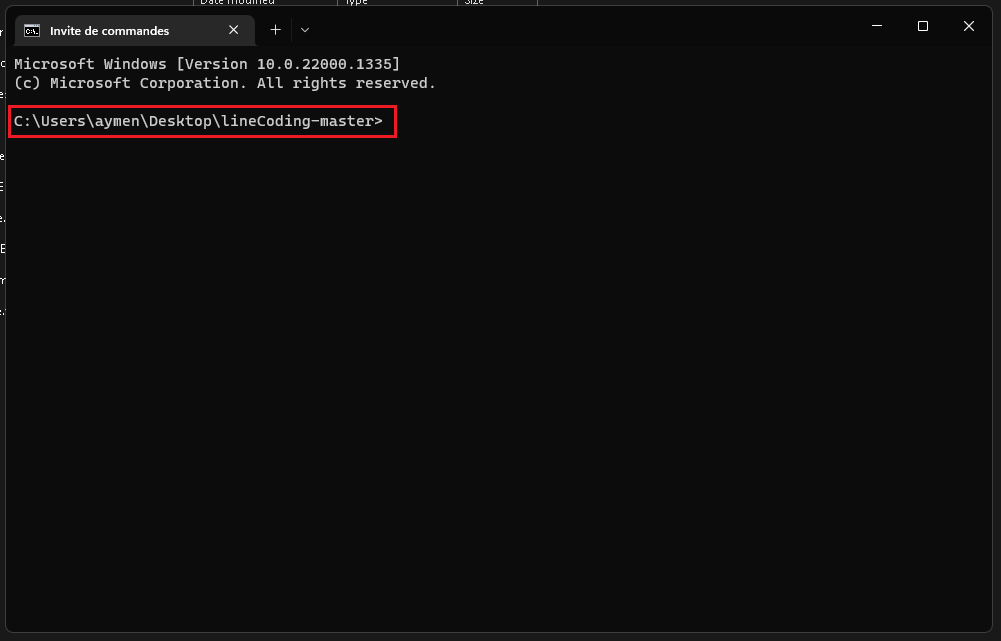 Date modified Type Size
Invite de commandes
Microsoft Windows [Version 10.0.22000.1335]
(c) Microsoft Corporation. All rights reserved.
C:\Users\aymen\Desktop\lineCoding-master>